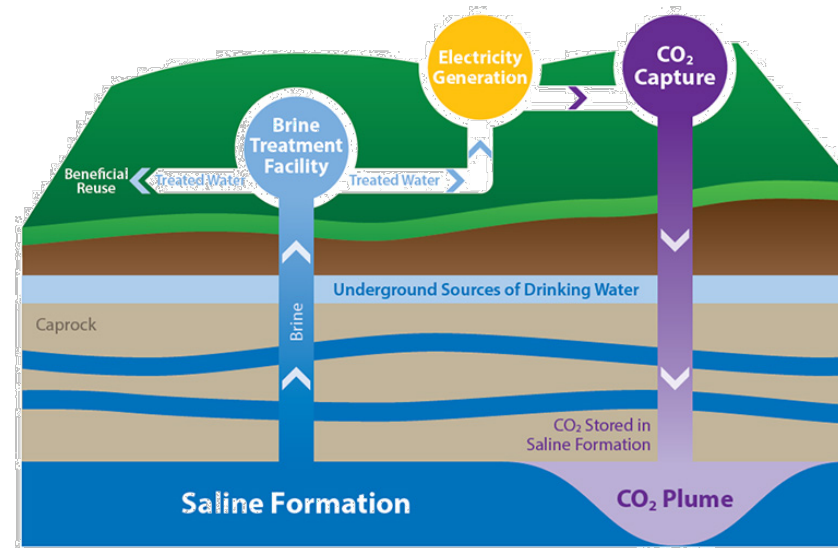 Electricity
Generation
CO₂
Capture
Brine
Treatment
Facility
Beneficial
Reuse
Treated Water
Treated Water
Underground Sources of Drinking Water
Caprock
Brine
CO₂ Stored in
Saline Formation
Saline Formation
CO₂ Plume